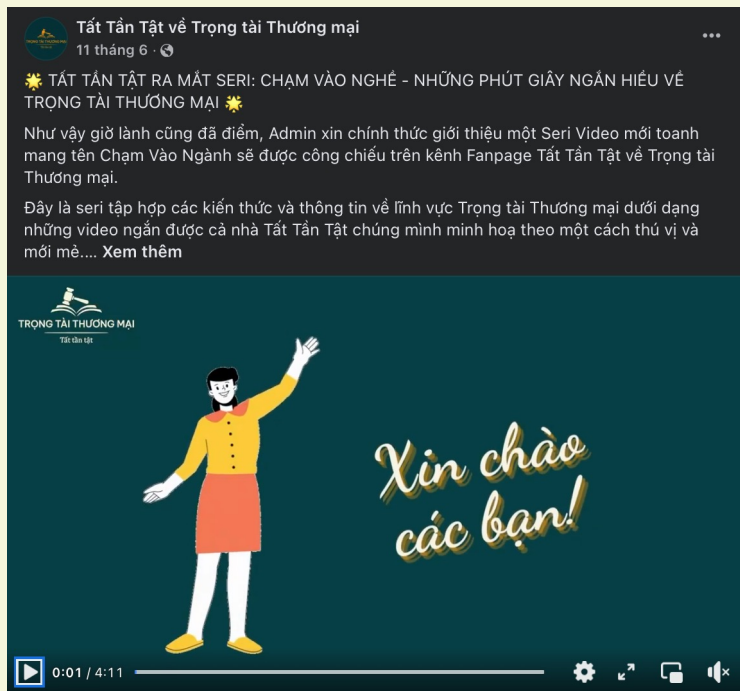 Tất Tần Tật về Trọng tài Thương mại
11 tháng 6 ·
🌟 TẤT TẦN TẬT RA MẮT SERI: CHẠM VÀO NGHỀ - NHỮNG PHÚT GIÂY NGẮN HIỂU VỀ
TRỌNG TÀI THƯƠNG MẠI 🌟
Như vậy giờ lành cũng đã điểm, Admin xin chính thức giới thiệu một Seri Video mới toanh
mang tên Chạm Vào Ngành sẽ được công chiếu trên kênh Fanpage Tất Tần Tật về Trọng tài
Thương mại.
Đây là seri tập hợp các kiến thức và thông tin về lĩnh vực Trọng tài Thương mại dưới dạng
những video ngắn được cả nhà Tất Tần Tật chúng mình minh hoạ theo một cách thú vị và
mới mẻ.... Xem thêm
TRỌNG TÀI THƯƠNG MẠI
Tất tần tật
Xin chào
các bạn!
0:01 / 4:11